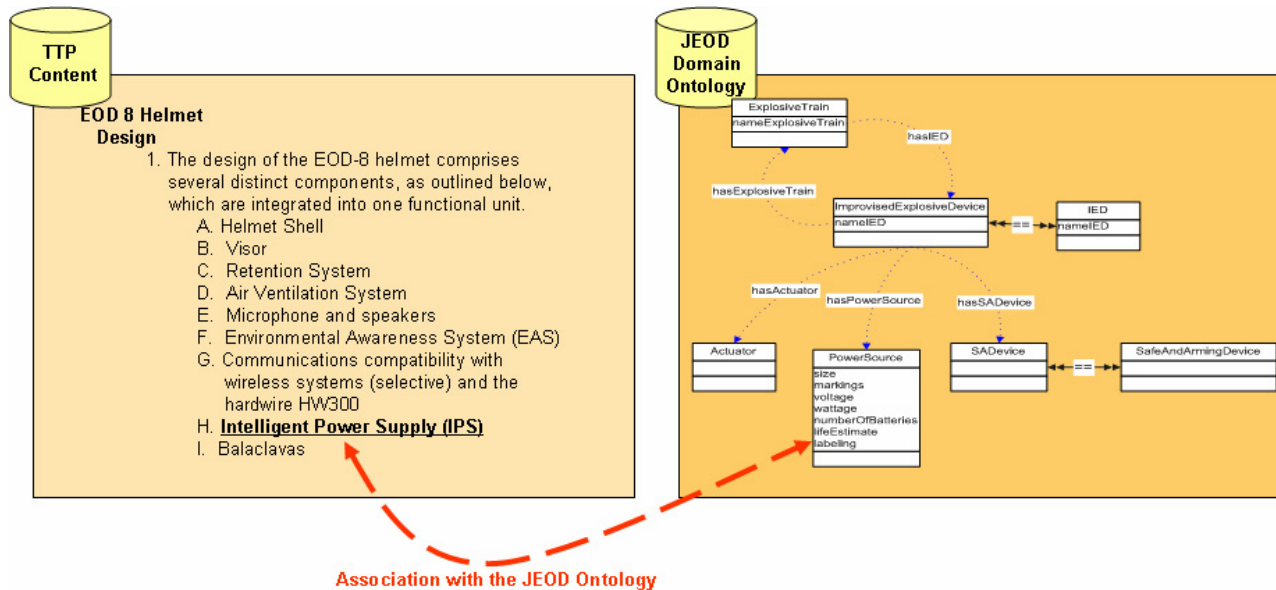 TTP
Content
EOD 8 Helmet
Design
1. The design of the EOD-8 helmet comprises
several distinct components, as outlined below,
which are integrated into one functional unit.
A. Helmet Shell
B. Visor
C. Retention System
D. Air Ventilation System
E. Microphone and speakers
F. Environmental Awareness System (EAS)
G. Communications compatibility with
wireless systems (selective) and the
hardwire HW300
H. Intelligent Power Supply (IPS)
I. Balaclavas
JEOD
Domain
Ontology
ExplosiveTrain
nameExplosiveTrain
hasIED
hasExplosiveTrain
ImprovisedExplosiveDevice
nameIED
==
IED
nameIED
hasActuator
hasPowerSource
hasSADevice
Actuator
PowerSource
size
markings
voltage
wattage
numberOfBatteries
lifeEstimate
labeling
SADevice
==
SafeAndArmingDevice
Association with the JEOD Ontology